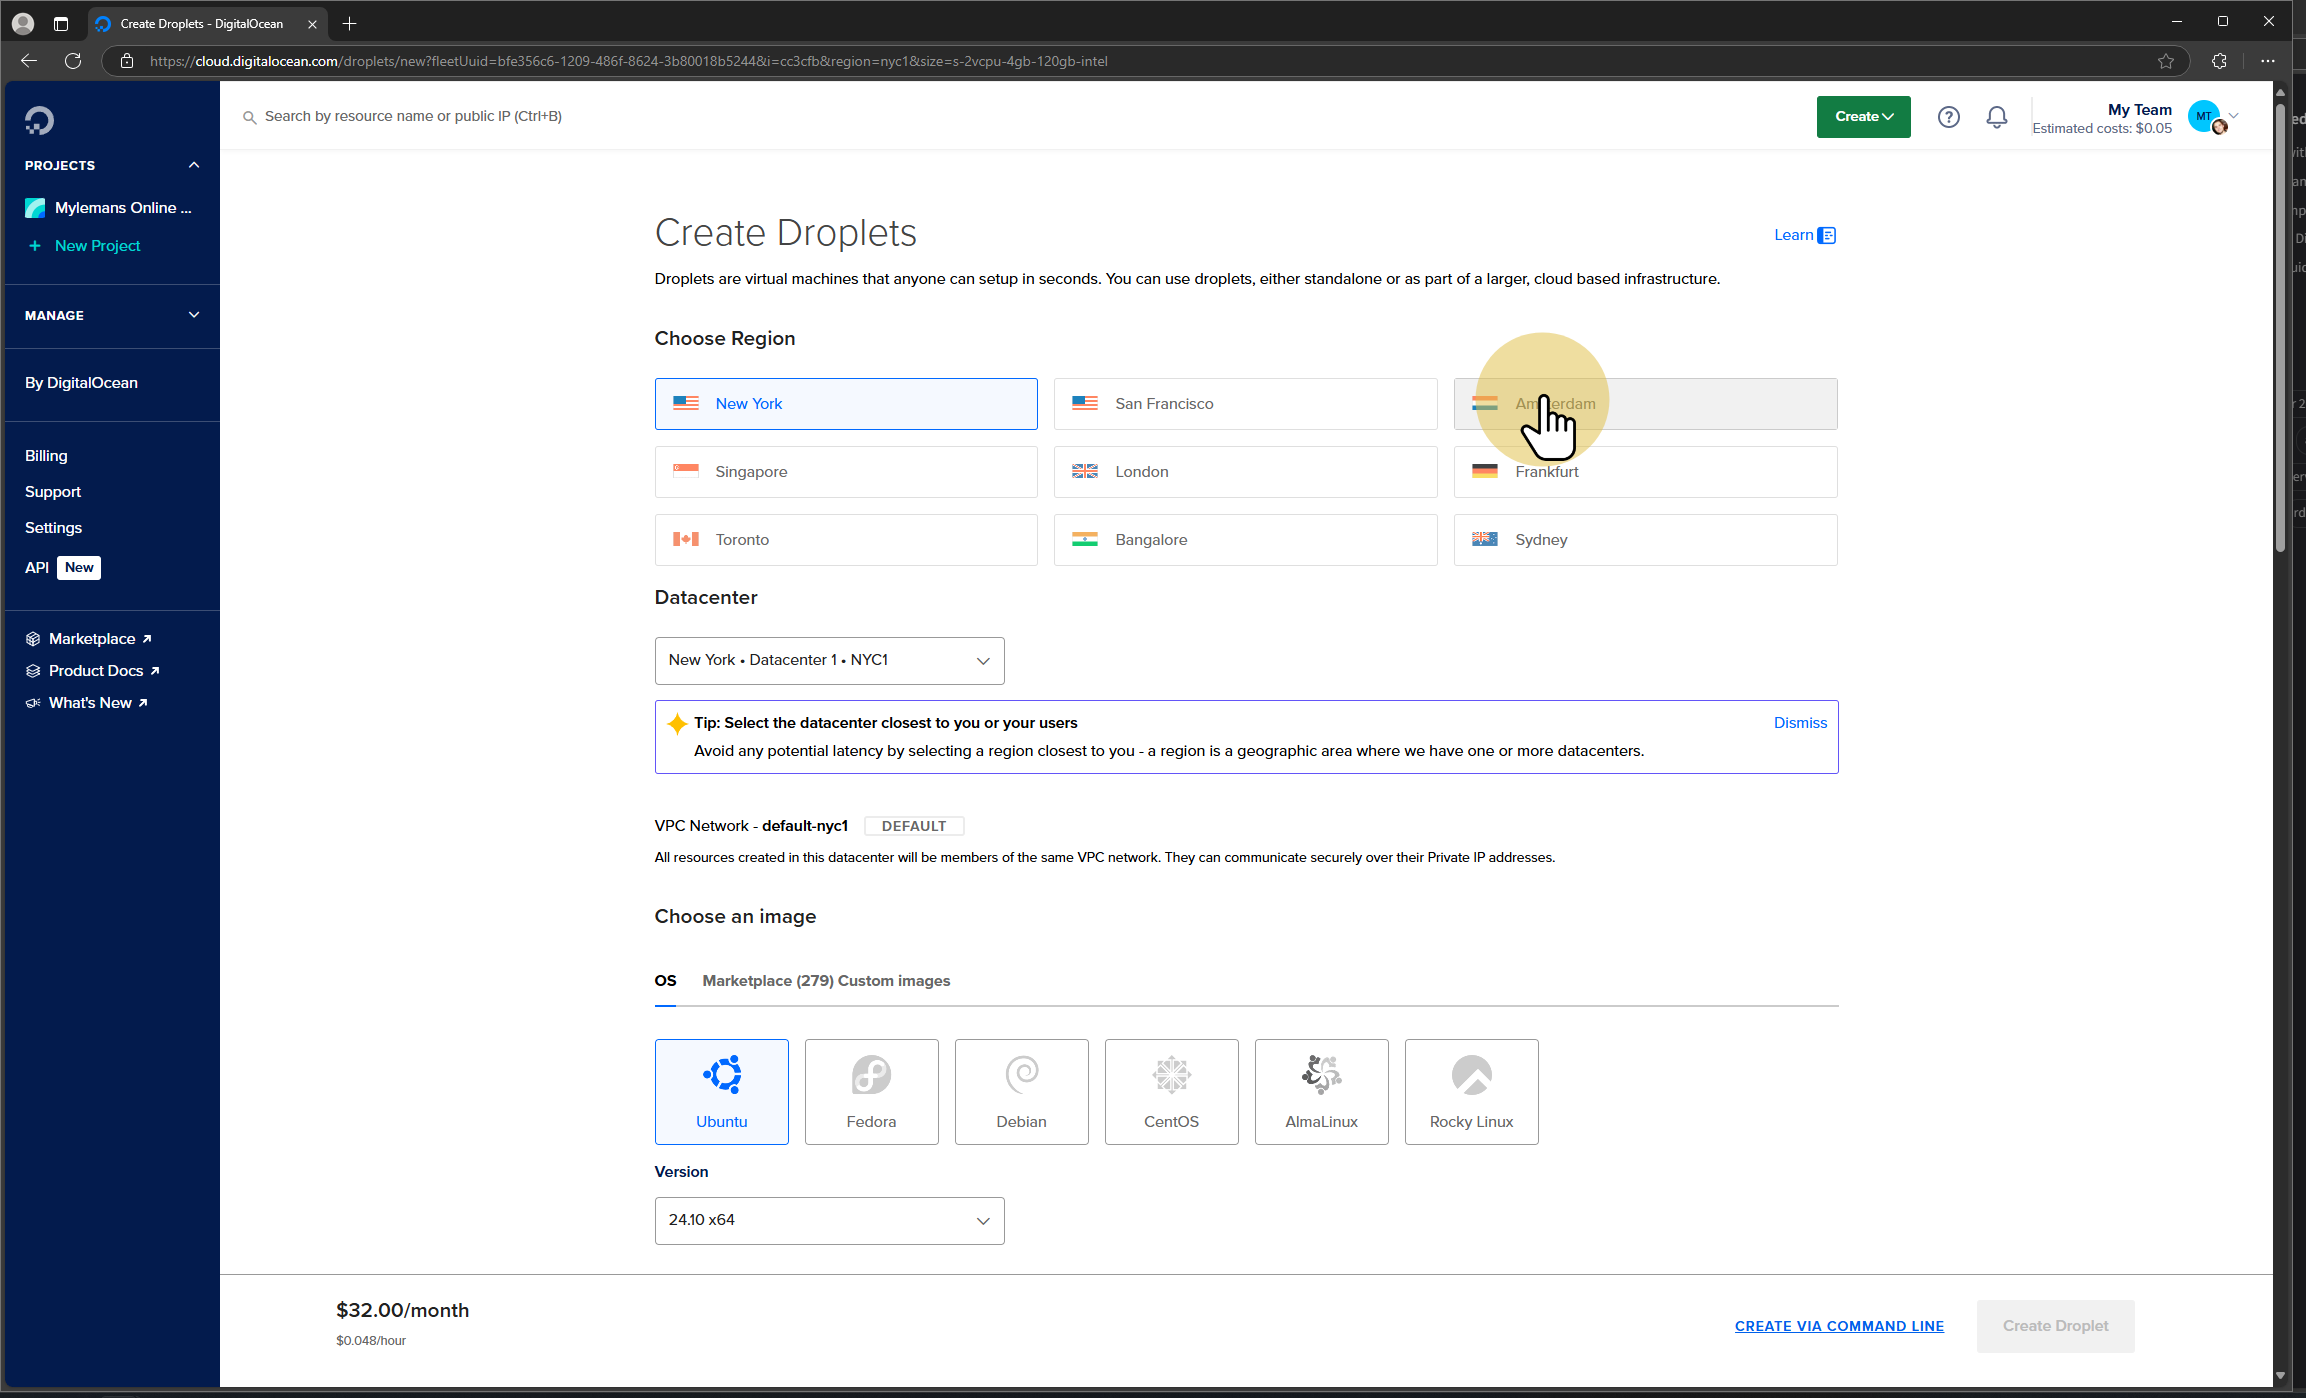 Create Droplets - DigitalOcean
https://cloud.digitalocean.com/droplets/new?fleetUuid=bfe356c6-1209-486f-8624-3b80018b5244&i=cc3cfb&region=nyc1&size=s-2vcpu-4gb-120gb-intel
Search by resource name or public IP (Ctrl+B)
Create
My Team
Estimated costs: $0.05
MT
PROJECTS
Mylemans Online ...
+ New Project
MANAGE
By DigitalOcean
Billing
Support
Settings
API New
Marketplace
Product Docs
What's New
Create Droplets
Learn
Droplets are virtual machines that anyone can setup in seconds. You can use droplets, either standalone or as part of a larger, cloud based infrastructure.
Choose Region
New York
San Francisco
Amsterdam
Singapore
London
Frankfurt
Toronto
Bangalore
Sydney
Datacenter
New York • Datacenter 1 • NYC1
Tip: Select the datacenter closest to you or your users
Dismiss
Avoid any potential latency by selecting a region closest to you - a region is a geographic area where we have one or more datacenters.
VPC Network - default-nyc1 DEFAULT
All resources created in this datacenter will be members of the same VPC network. They can communicate securely over their Private IP addresses.
Choose an image
OS Marketplace (279) Custom images
Ubuntu
Fedora
Debian
CentOS
AlmaLinux
Rocky Linux
Version
24.10 x64
$32.00/month
$0.048/hour
CREATE VIA COMMAND LINE
Create Droplet